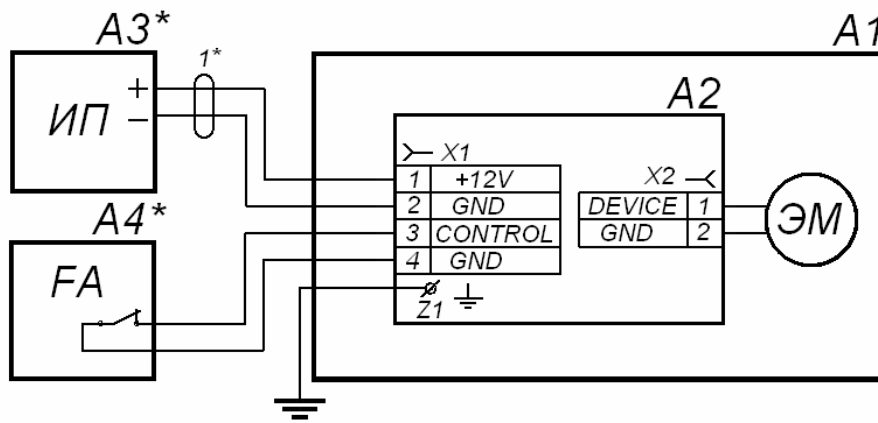 A3*
1*
A1
ИП
+
−
A2
X1
1 +12V
2 GND
3 CONTROL
4 GND
X2
DEVICE 1
GND 2
ЭМ
A4*
FA
Z1